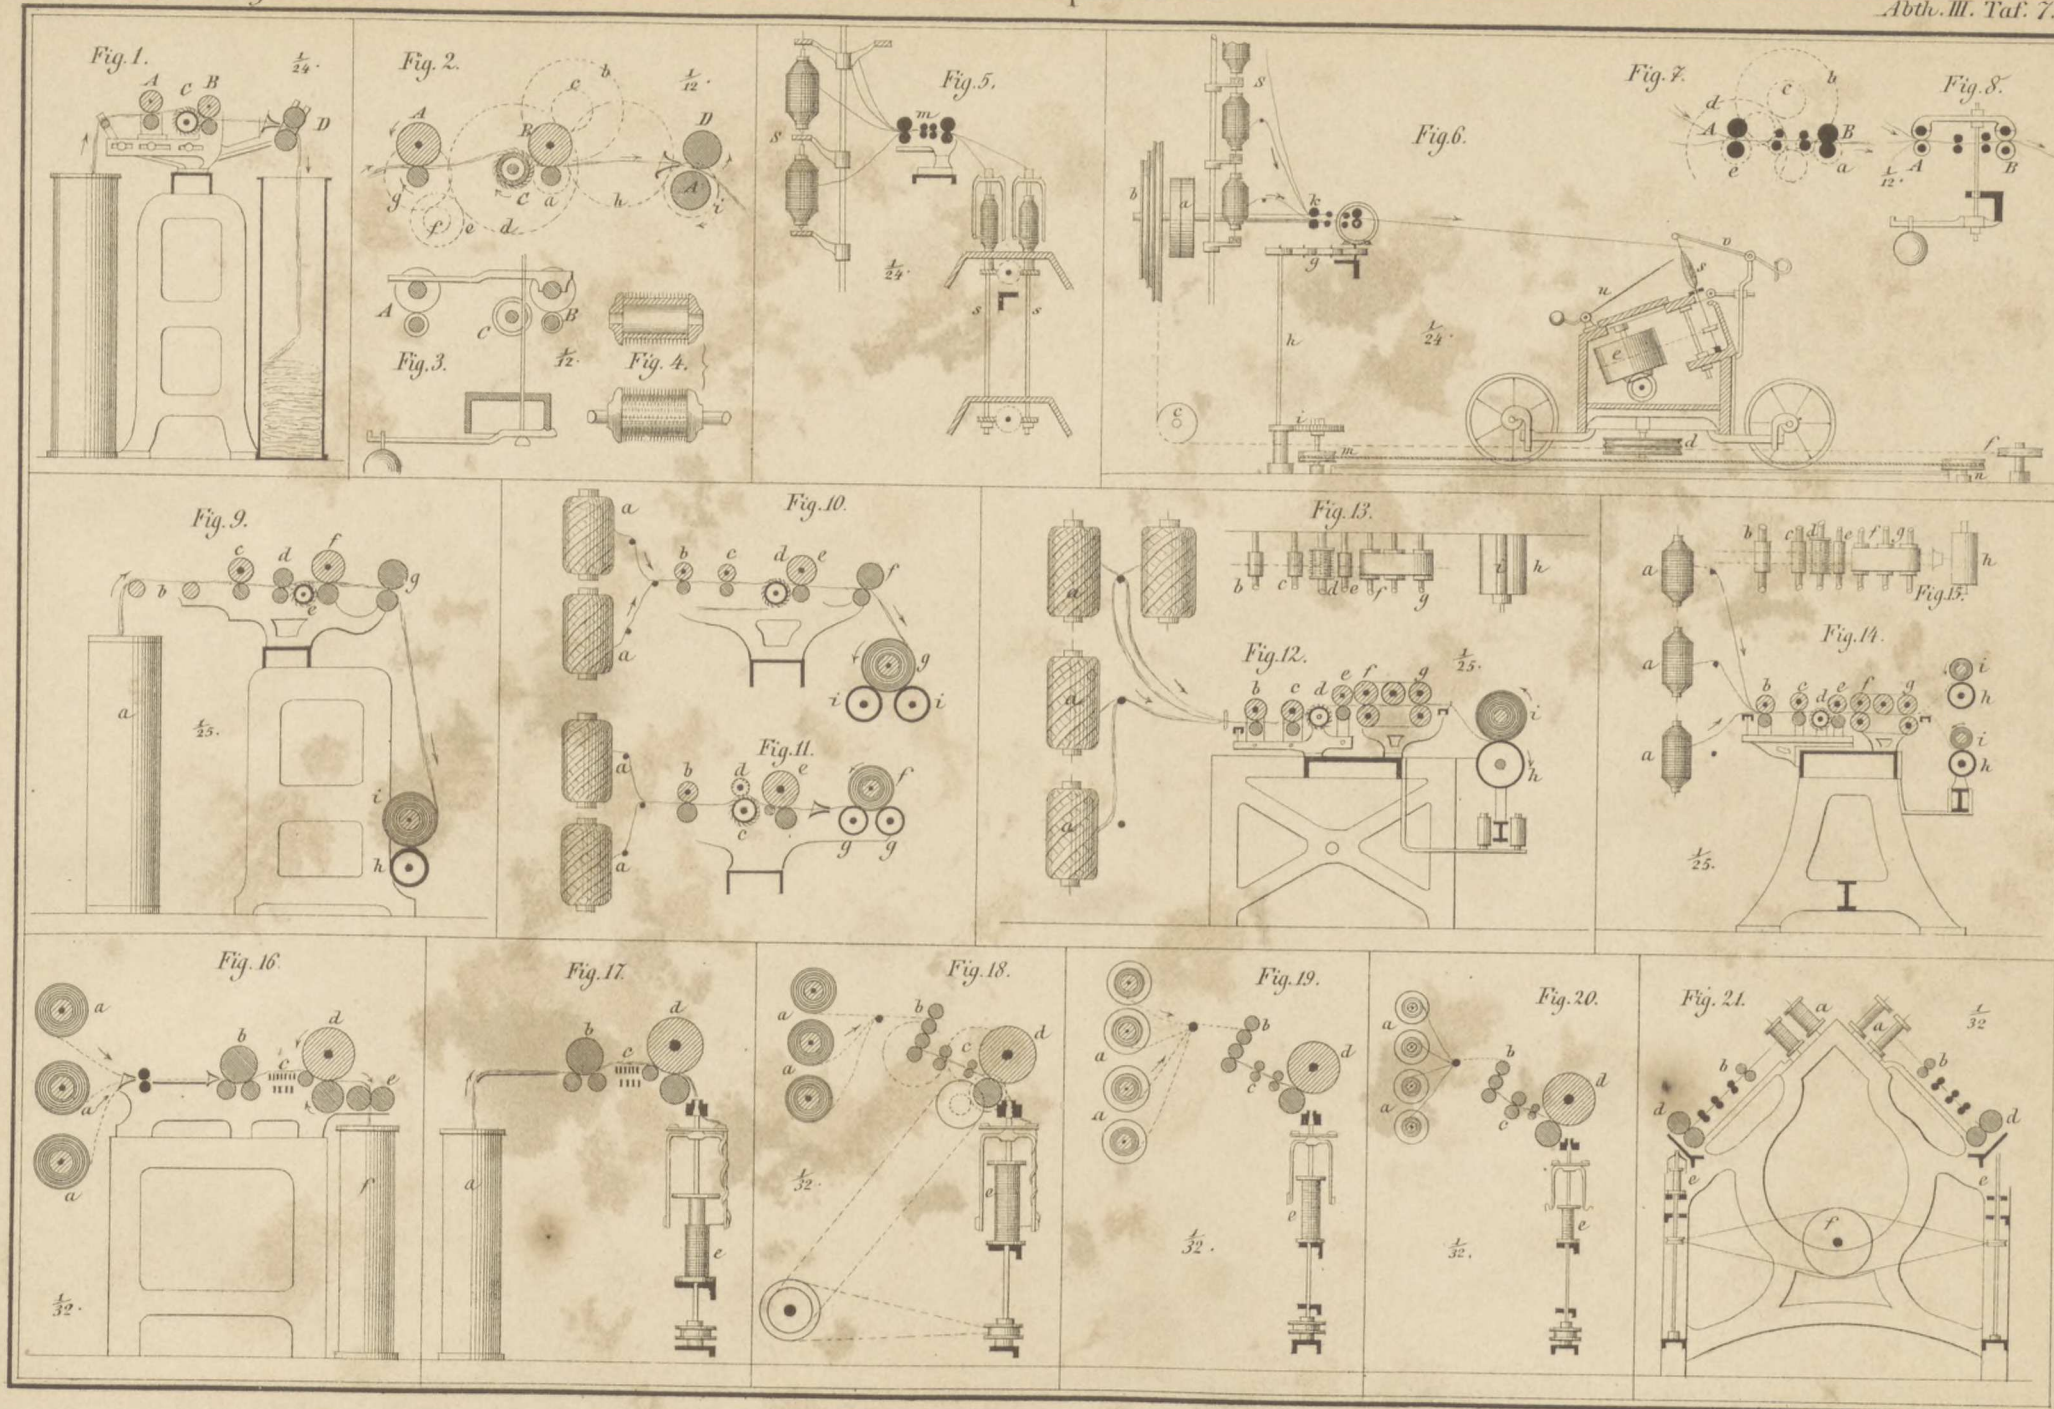 Abth. III. Taf. 7.
Fig. 1.
1/24.
A
C
B
D
Fig. 2.
1/12
b
c
A
B
D
C
a
h
A
i
g
f
e
d
A
C
B
Fig. 3.
1/12.
Fig. 4.
Fig. 5.
m
s
1/24.
s
s
s
b
a
k
g
h
Fig. 6.
1/24.
c
i
m
u
s
v
e
d
f
n
Fig. 7.
d
c
b
A
B
e
a
Fig. 8.
A
B
1/12.
Fig. 9.
b
c
d
f
g
e
a
1/25.
i
h
Fig. 10.
a
a
b
c
d
e
f
g
i
i
Fig. 11.
a
a
b
d
e
c
f
g
g
Fig. 13.
b
c
d
e
f
g
i
h
a
a
a
Fig. 12.
1/25.
b
c
d
e
f
g
i
h
b
c
d
e
f
g
h
Fig. 15.
a
a
a
Fig. 14.
b
c
d
e
f
g
i
h
i
h
1/25.
Fig. 16.
a
a
a
b
c
d
e
f
1/32.
Fig. 17.
b
c
d
a
e
Fig. 18.
a
a
b
c
d
e
1/32.
Fig. 19.
a
a
b
c
d
e
1/32.
Fig. 20.
a
a
b
c
d
e
1/32.
Fig. 21.
a
a
1/32
b
b
d
d
e
e
f